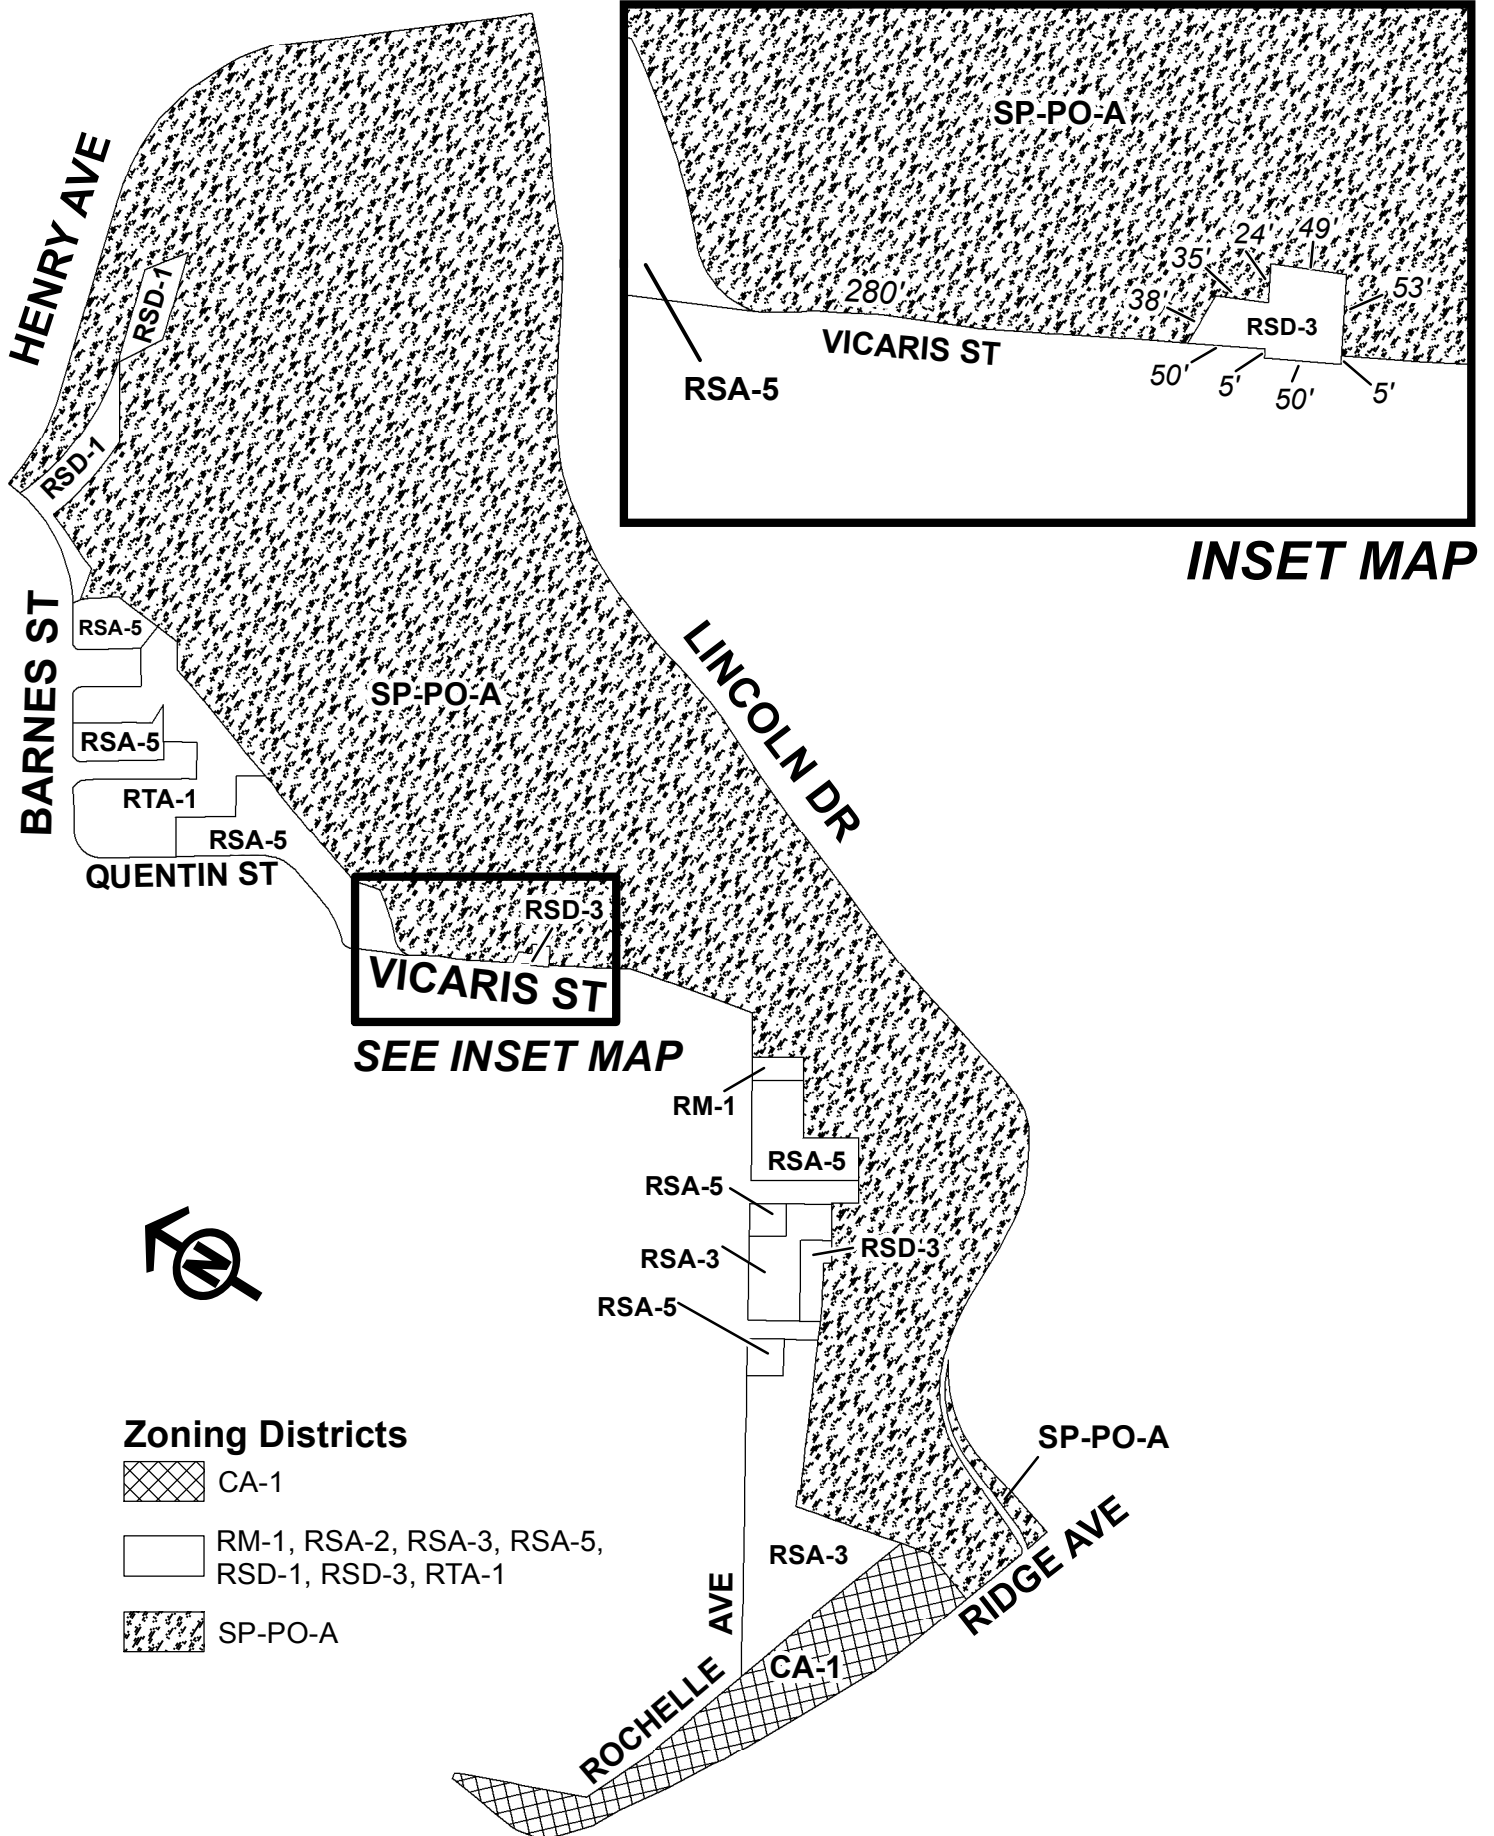 SP-PO-A
35'
24'
49'
53'
38'
280'
RSD-3
VICARIS ST
50'
5'
50'
5'
RSA-5
INSET MAP
HENRY AVE
RSD-1
RSD-1
BARNES ST
RSA-5
LINCOLN DR
SP-PO-A
RSA-5
RTA-1
RSA-5
QUENTIN ST
RSD-3
VICARIS ST
SEE INSET MAP
RM-1
RSA-5
RSA-5
RSA-3
RSD-3
RSA-5
N
SP-PO-A
RIDGE AVE
RSA-3
CA-1
ROCHELLE AVE
Zoning Districts
CA-1
RM-1, RSA-2, RSA-3, RSA-5,
RSD-1, RSD-3, RTA-1
SP-PO-A